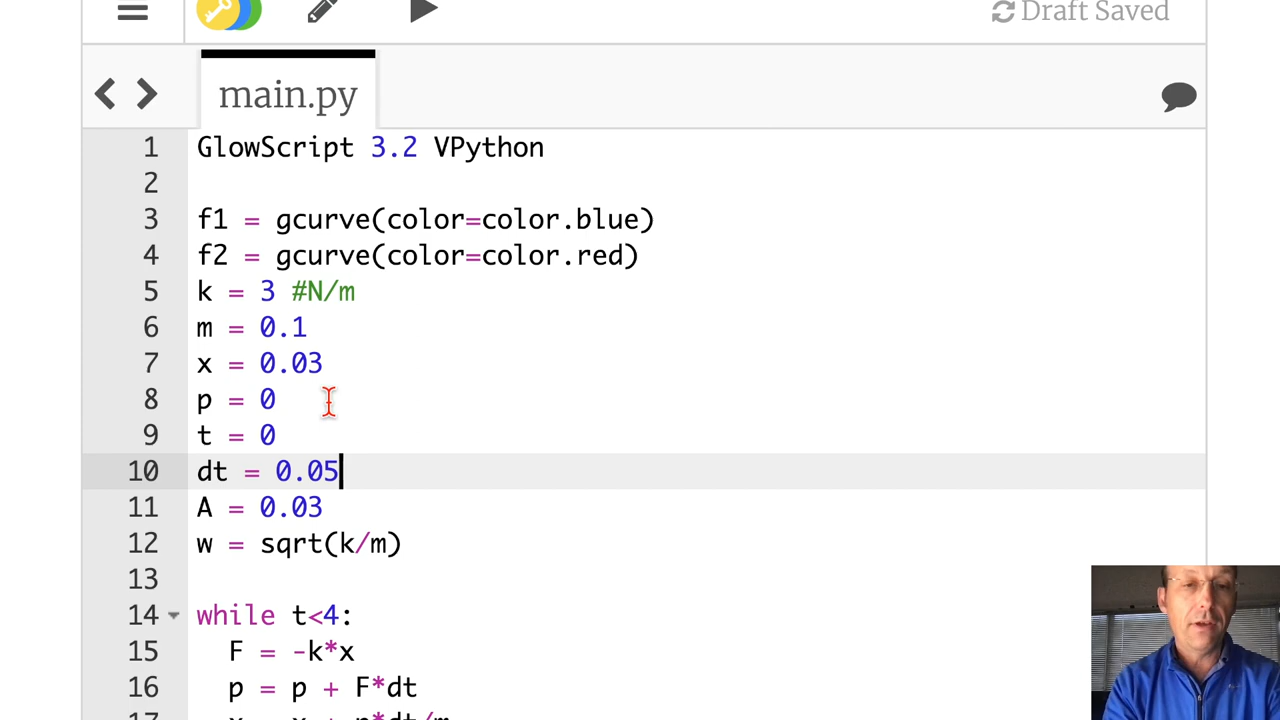 Draft Saved
main.py
1 GlowScript 3.2 VPython
2
3 f1 = gcurve(color=color.blue)
4 f2 = gcurve(color=color.red)
5 k = 3 #N/m
6 m = 0.1
7 x = 0.03
8 p = 0
9 t = 0
10 dt = 0.05
11 A = 0.03
12 w = sqrt(k/m)
13
14 while t<4:
15 F = -k*x
16 p = p + F*dt
17 x = x + p*dt/m